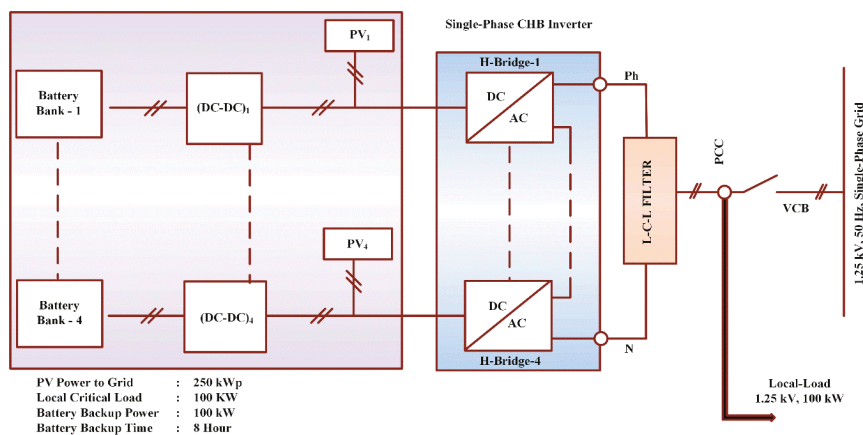 Single-Phase CHB Inverter
PV1
H-Bridge-1
Battery
Bank - 1
(DC-DC)1
DC
AC
Ph
L-C-L FILTER
PCC
VCB
1.25 kV, 50 Hz, Single-Phase Grid
PV4
Battery
Bank - 4
(DC-DC)4
DC
AC
N
H-Bridge-4
PV Power to Grid : 250 kWp
Local Critical Load : 100 KW
Battery Backup Power : 100 kW
Battery Backup Time : 8 Hour
Local-Load
1.25 kV, 100 kW